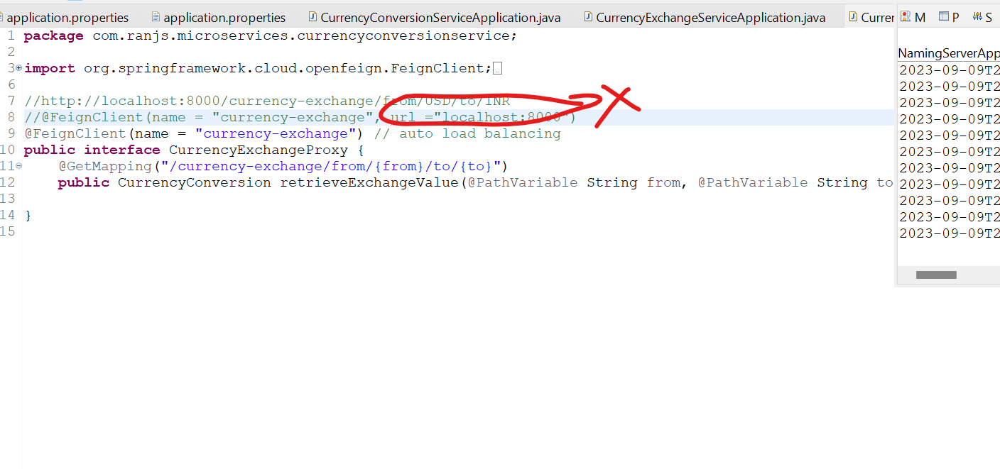 application.properties application.properties CurrencyConversionServiceApplication.java CurrencyExchangeServiceApplication.java Currer M P S
1 package com.ranjs.microservices.currencyconversionservice;
2
3 import org.springframework.cloud.openfeign.FeignClient;
6
7 //http://localhost:8000/currency-exchange/from/USD/to/INR
8 //@FeignClient(name = "currency-exchange", url ="localhost:8000")
9 @FeignClient(name = "currency-exchange") // auto load balancing
10 public interface CurrencyExchangeProxy {
11 @GetMapping("/currency-exchange/from/{from}/to/{to}")
12 public CurrencyConversion retrieveExchangeValue(@PathVariable String from, @PathVariable String to
13
14 }
15
NamingServerApp
2023-09-09T2
2023-09-09T2
2023-09-09T2
2023-09-09T2
2023-09-09T2
2023-09-09T2
2023-09-09T2
2023-09-09T2
2023-09-09T2
2023-09-09T2
2023-09-09T2